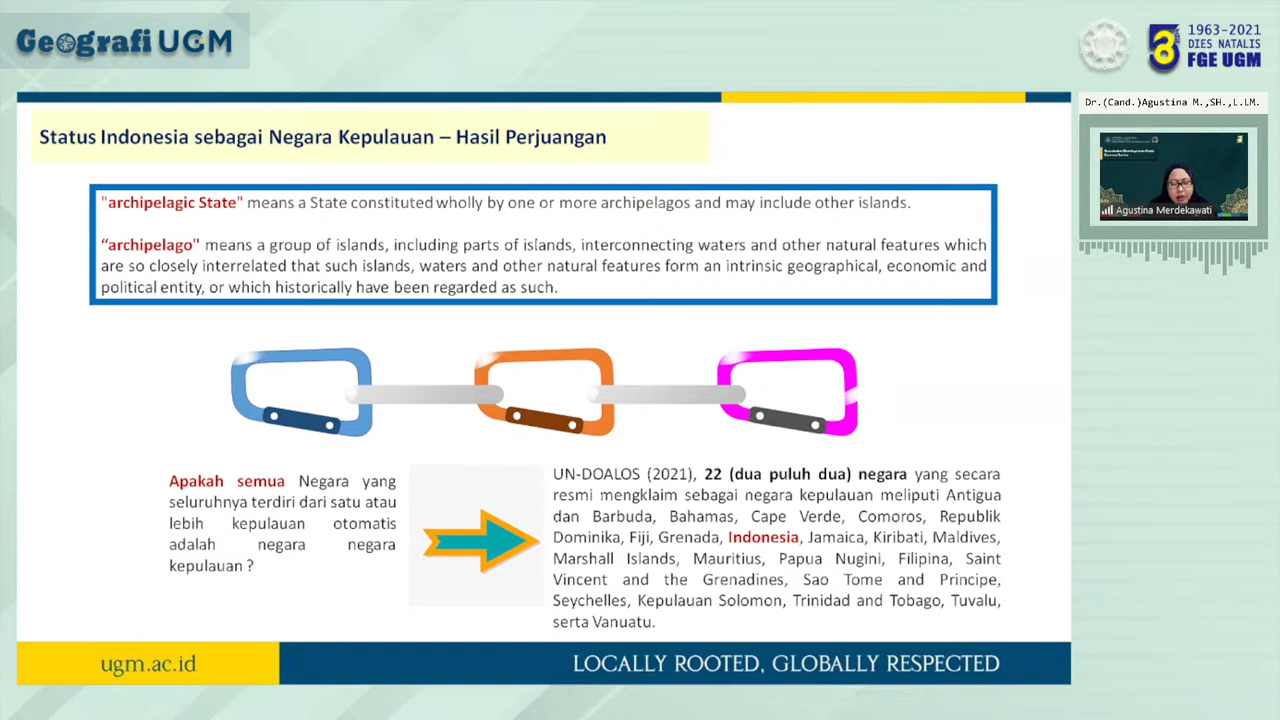 Geografi UGM
1963-2021
DIES NATALIS
FGE UGM
Dr.(Cand.)Agustina M.,SH.,L.LM.
Agustina Merdekawati
Status Indonesia sebagai Negara Kepulauan – Hasil Perjuangan
"archipelagic State" means a State constituted wholly by one or more archipelagos and may include other islands.
“archipelago" means a group of islands, including parts of islands, interconnecting waters and other natural features which
are so closely interrelated that such islands, waters and other natural features form an intrinsic geographical, economic and
political entity, or which historically have been regarded as such.
Apakah semua Negara yang
seluruhnya terdiri dari satu atau
lebih kepulauan otomatis
adalah negara negara
kepulauan ?
UN-DOALOS (2021), 22 (dua puluh dua) negara yang secara
resmi mengklaim sebagai negara kepulauan meliputi Antigua
dan Barbuda, Bahamas, Cape Verde, Comoros, Republik
Dominika, Fiji, Grenada, Indonesia, Jamaica, Kiribati, Maldives,
Marshall Islands, Mauritius, Papua Nugini, Filipina, Saint
Vincent and the Grenadines, Sao Tome and Principe,
Seychelles, Kepulauan Solomon, Trinidad and Tobago, Tuvalu,
serta Vanuatu.
ugm.ac.id
LOCALLY ROOTED, GLOBALLY RESPECTED